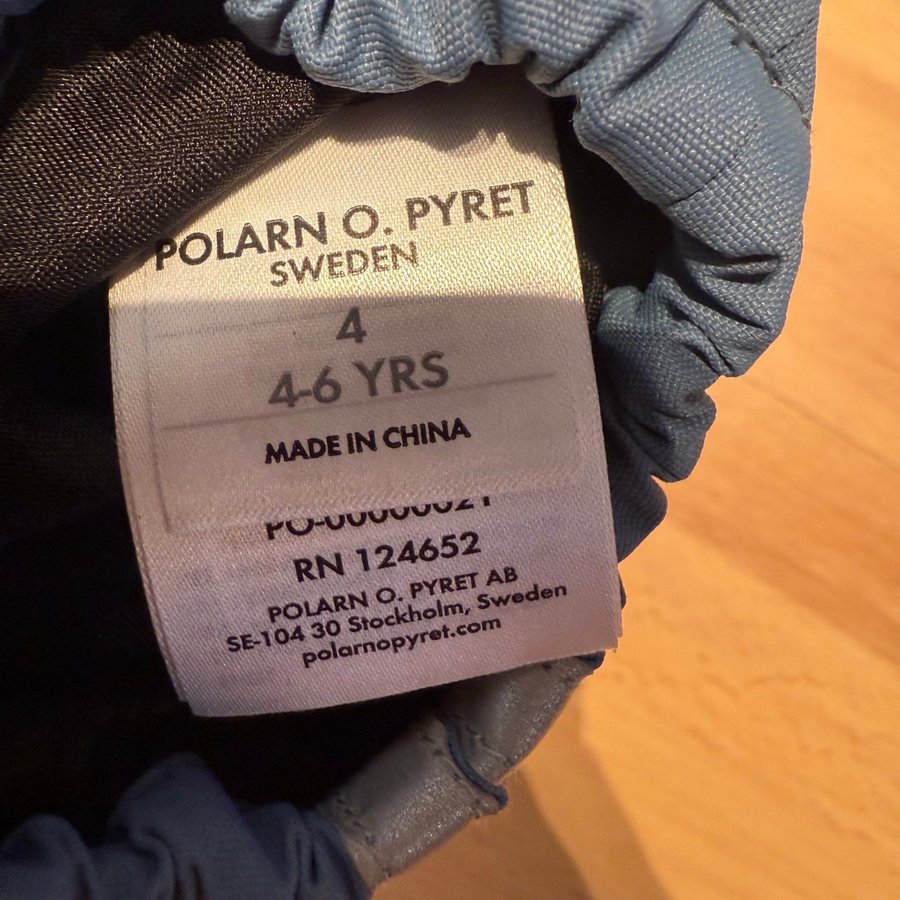 POLARN O. PYRET
SWEDEN
4
4-6 YRS
MADE IN CHINA
RN 124652
POLARN O. PYRET AB
SE-104 30 Stockholm, Sweden
polarnopyret.com